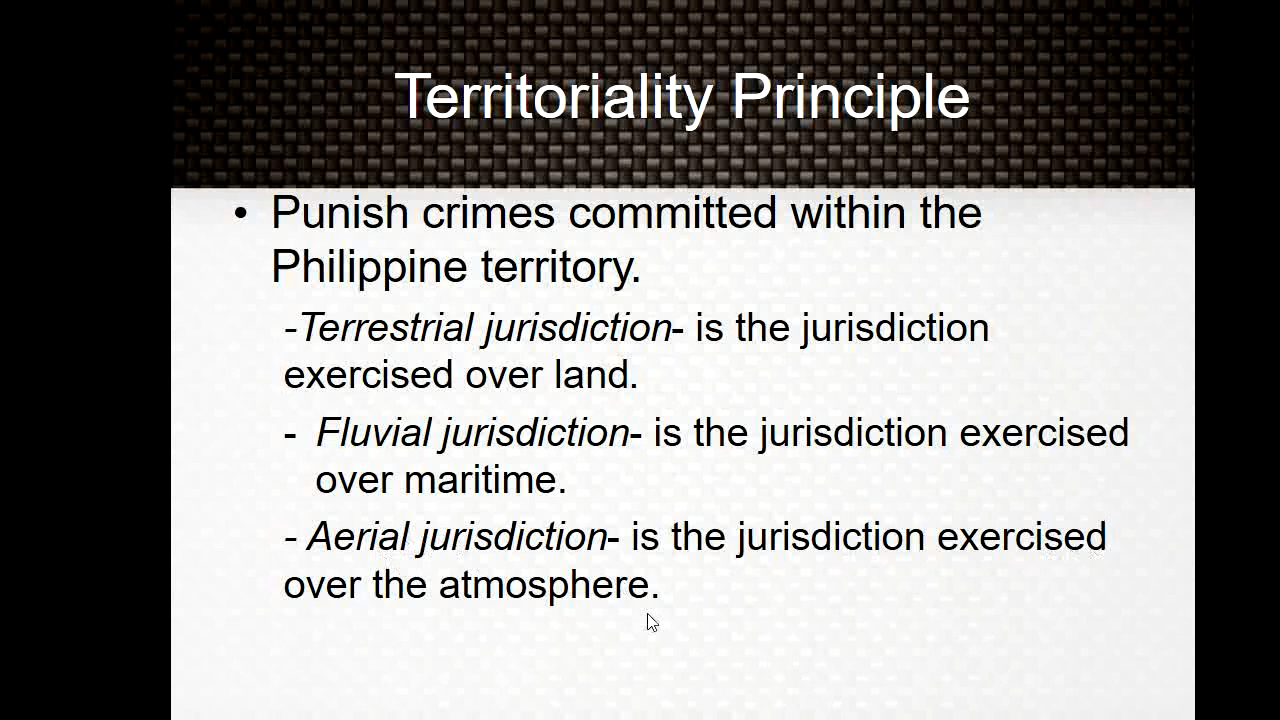 Territoriality Principle
• Punish crimes committed within the
Philippine territory.
-Terrestrial jurisdiction- is the jurisdiction
exercised over land.
- Fluvial jurisdiction- is the jurisdiction exercised
over maritime.
- Aerial jurisdiction- is the jurisdiction exercised
over the atmosphere.